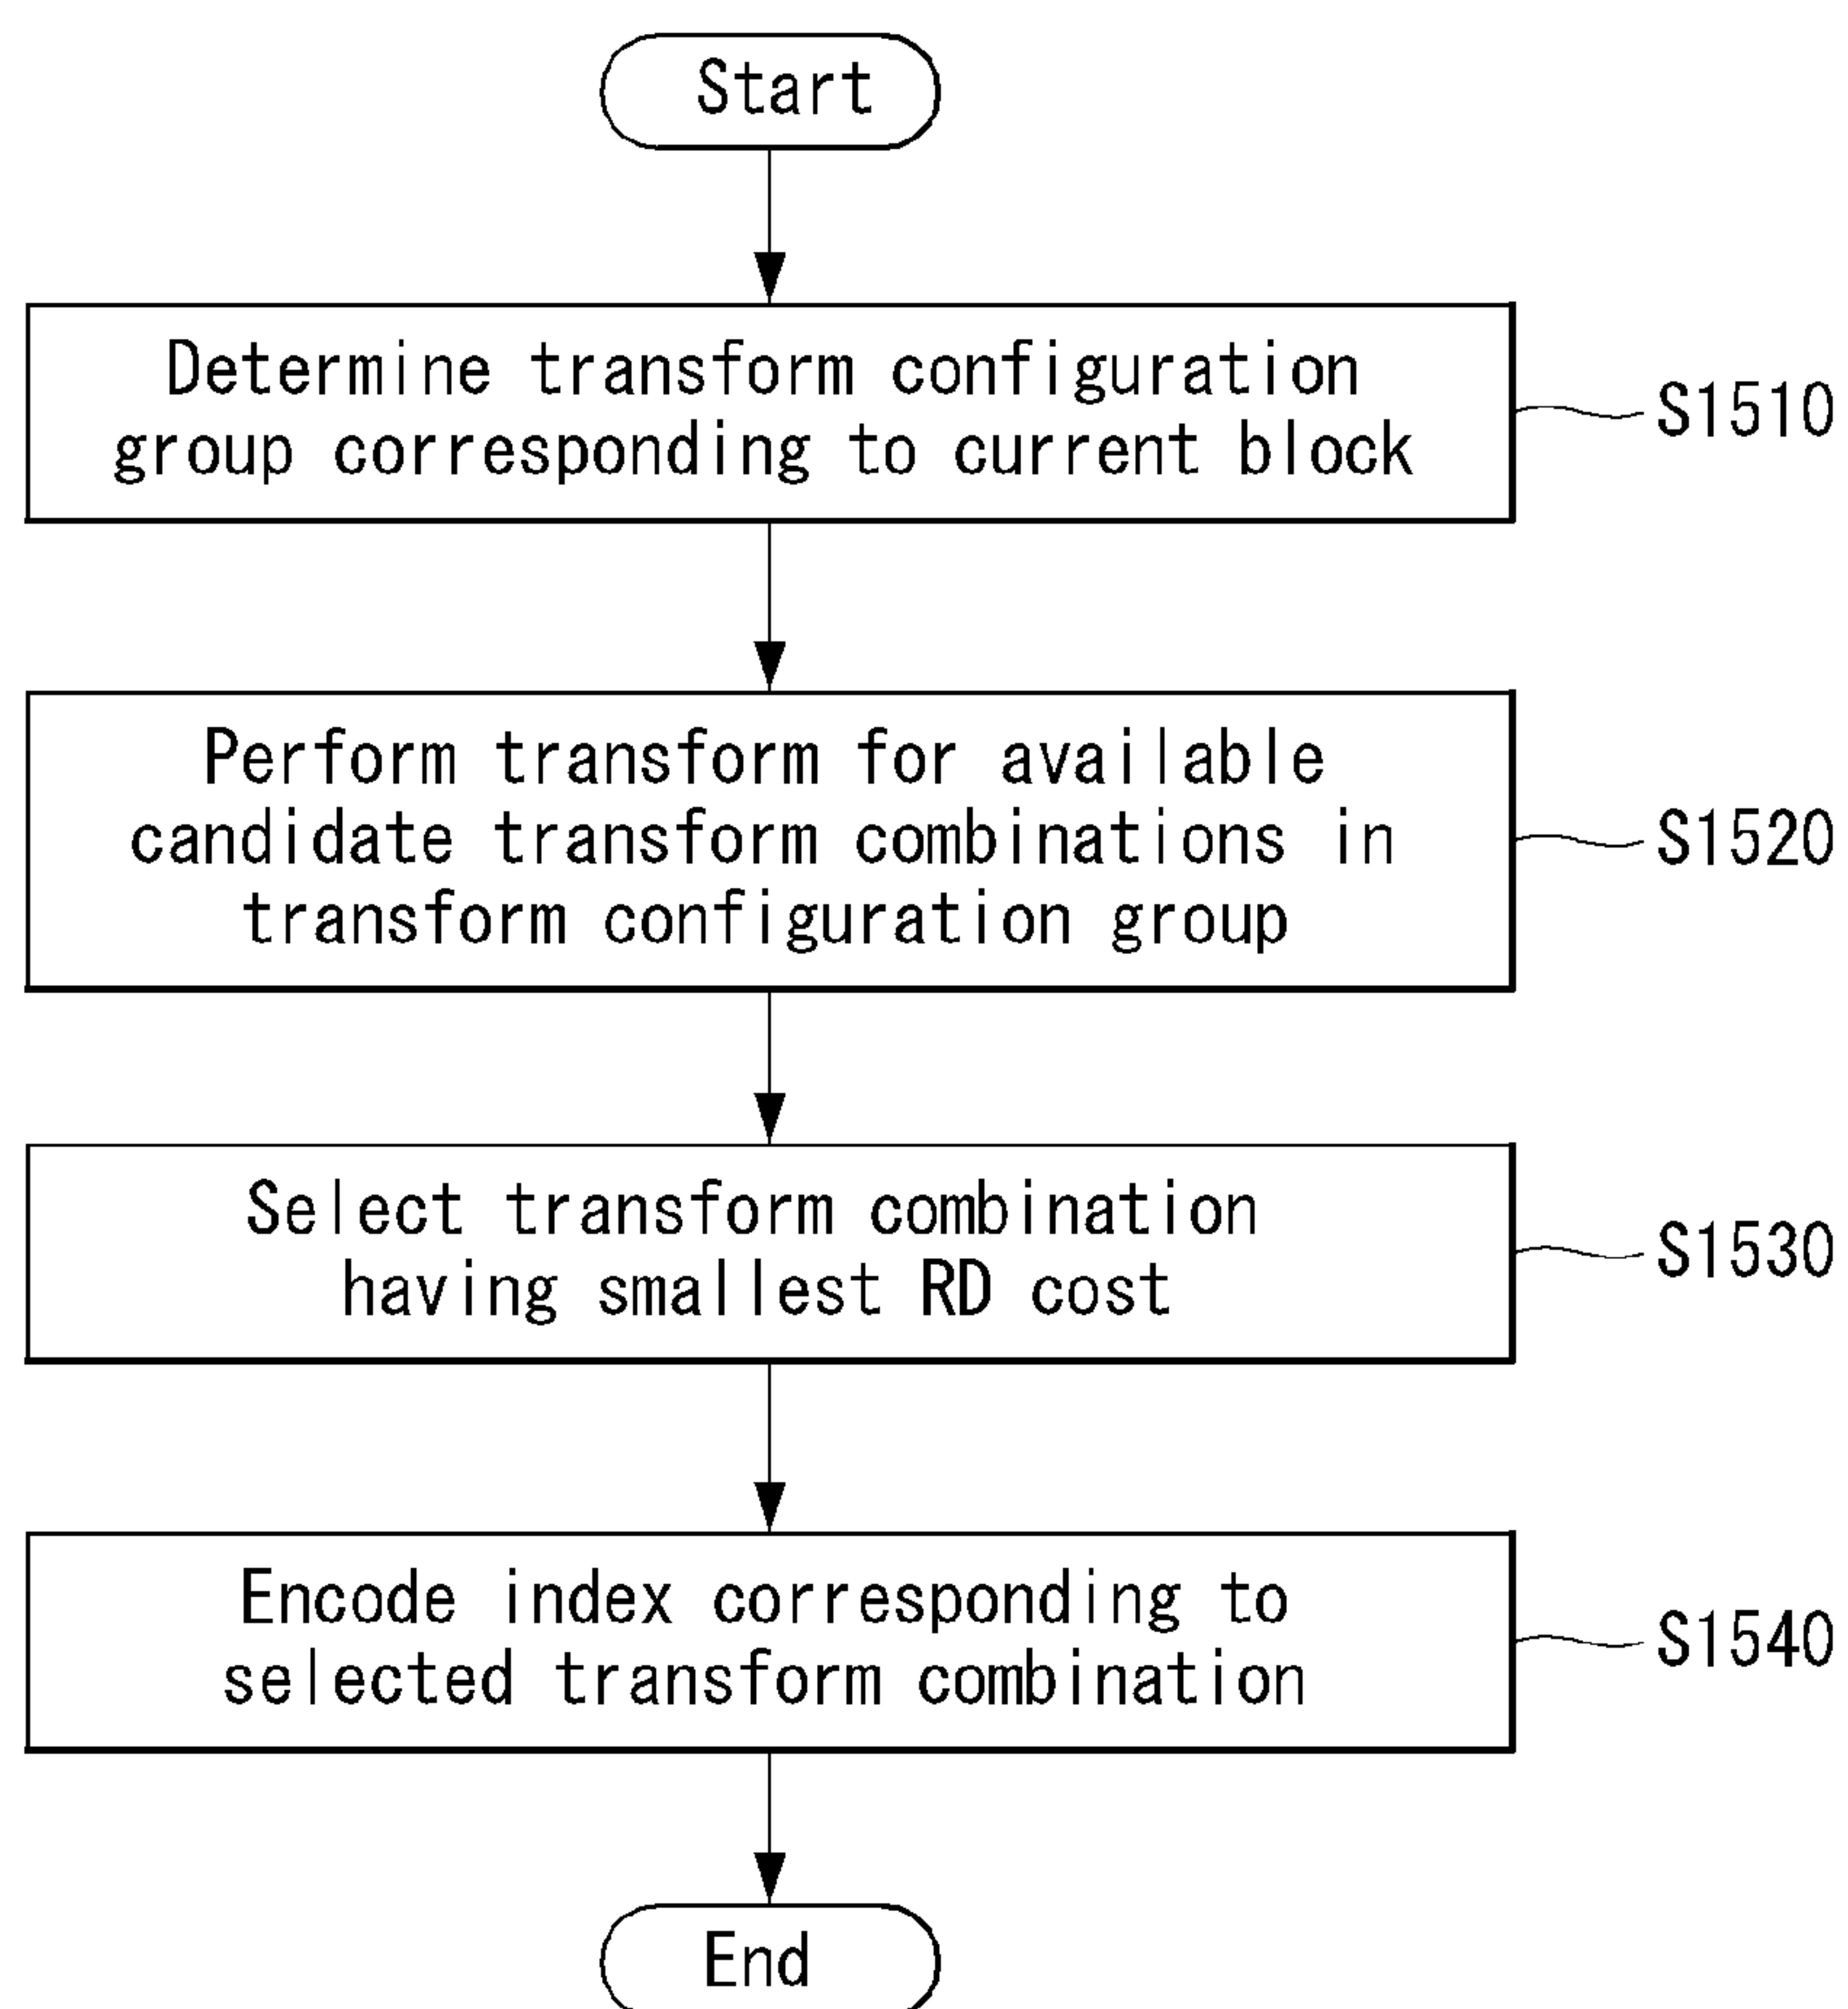 Start
Determine transform configuration
group corresponding to current block
S1510
Perform transform for available
candidate transform combinations in
transform configuration group
S1520
Select transform combination
having smallest RD cost
S1530
Encode index corresponding to
selected transform combination
S1540
End